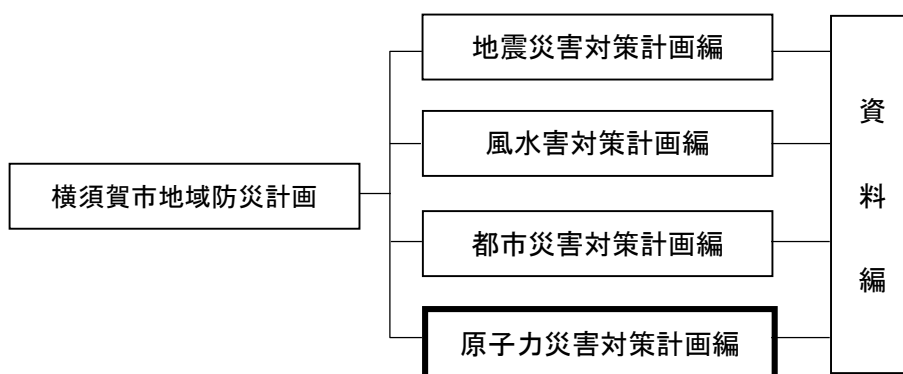 横須賀市地域防災計画
地震災害対策計画編
風水害対策計画編
都市災害対策計画編
原子力災害対策計画編
資料編